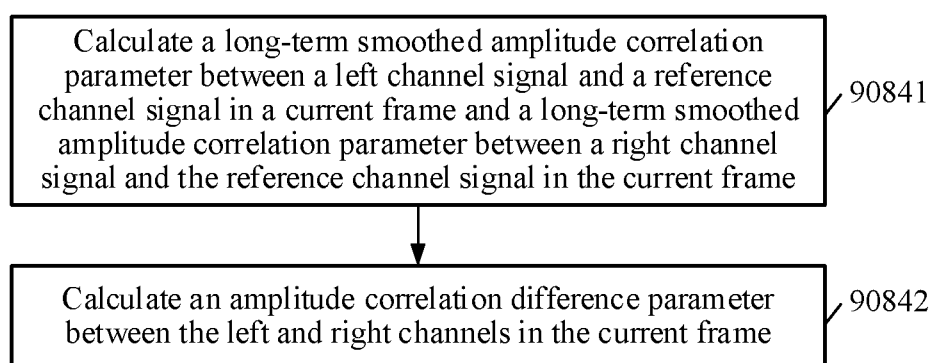 Calculate a long-term smoothed amplitude correlation
parameter between a left channel signal and a reference
channel signal in a current frame and a long-term smoothed
amplitude correlation parameter between a right channel
signal and the reference channel signal in the current frame
90841
Calculate an amplitude correlation difference parameter
between the left and right channels in the current frame
90842